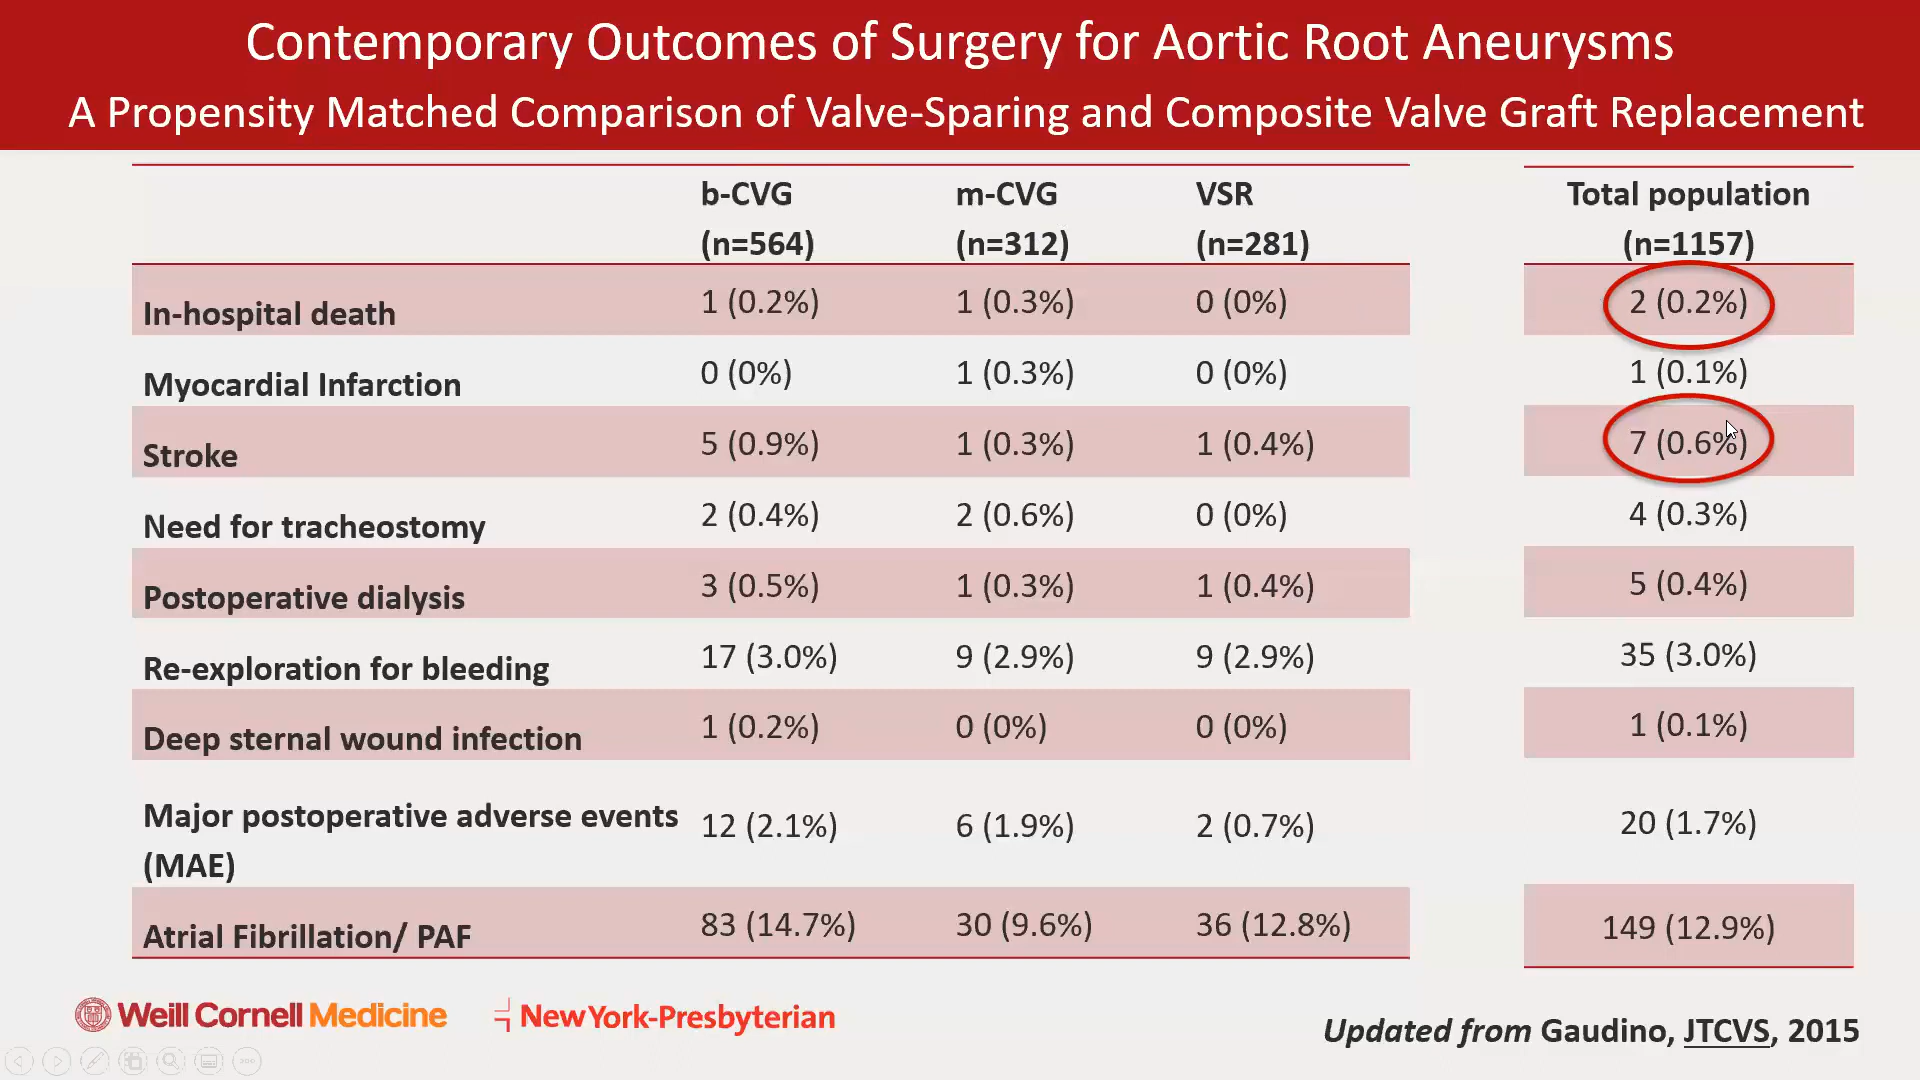 Contemporary Outcomes of Surgery for Aortic Root Aneurysms
A Propensity Matched Comparison of Valve-Sparing and Composite Valve Graft Replacement
b-CVG m-CVG VSR Total population
(n=564) (n=312) (n=281) (n=1157)
In-hospital death 1 (0.2%) 1 (0.3%) 0 (0%) 2 (0.2%)
Myocardial Infarction 0 (0%) 1 (0.3%) 0 (0%) 1 (0.1%)
Stroke 5 (0.9%) 1 (0.3%) 1 (0.4%) 7 (0.6%)
Need for tracheostomy 2 (0.4%) 2 (0.6%) 0 (0%) 4 (0.3%)
Postoperative dialysis 3 (0.5%) 1 (0.3%) 1 (0.4%) 5 (0.4%)
Re-exploration for bleeding 17 (3.0%) 9 (2.9%) 9 (2.9%) 35 (3.0%)
Deep sternal wound infection 1 (0.2%) 0 (0%) 0 (0%) 1 (0.1%)
Major postoperative adverse events 12 (2.1%) 6 (1.9%) 2 (0.7%) 20 (1.7%)
(MAE)
Atrial Fibrillation/ PAF 83 (14.7%) 30 (9.6%) 36 (12.8%) 149 (12.9%)
Weill Cornell Medicine NewYork-Presbyterian
Updated from Gaudino, JTCVS, 2015